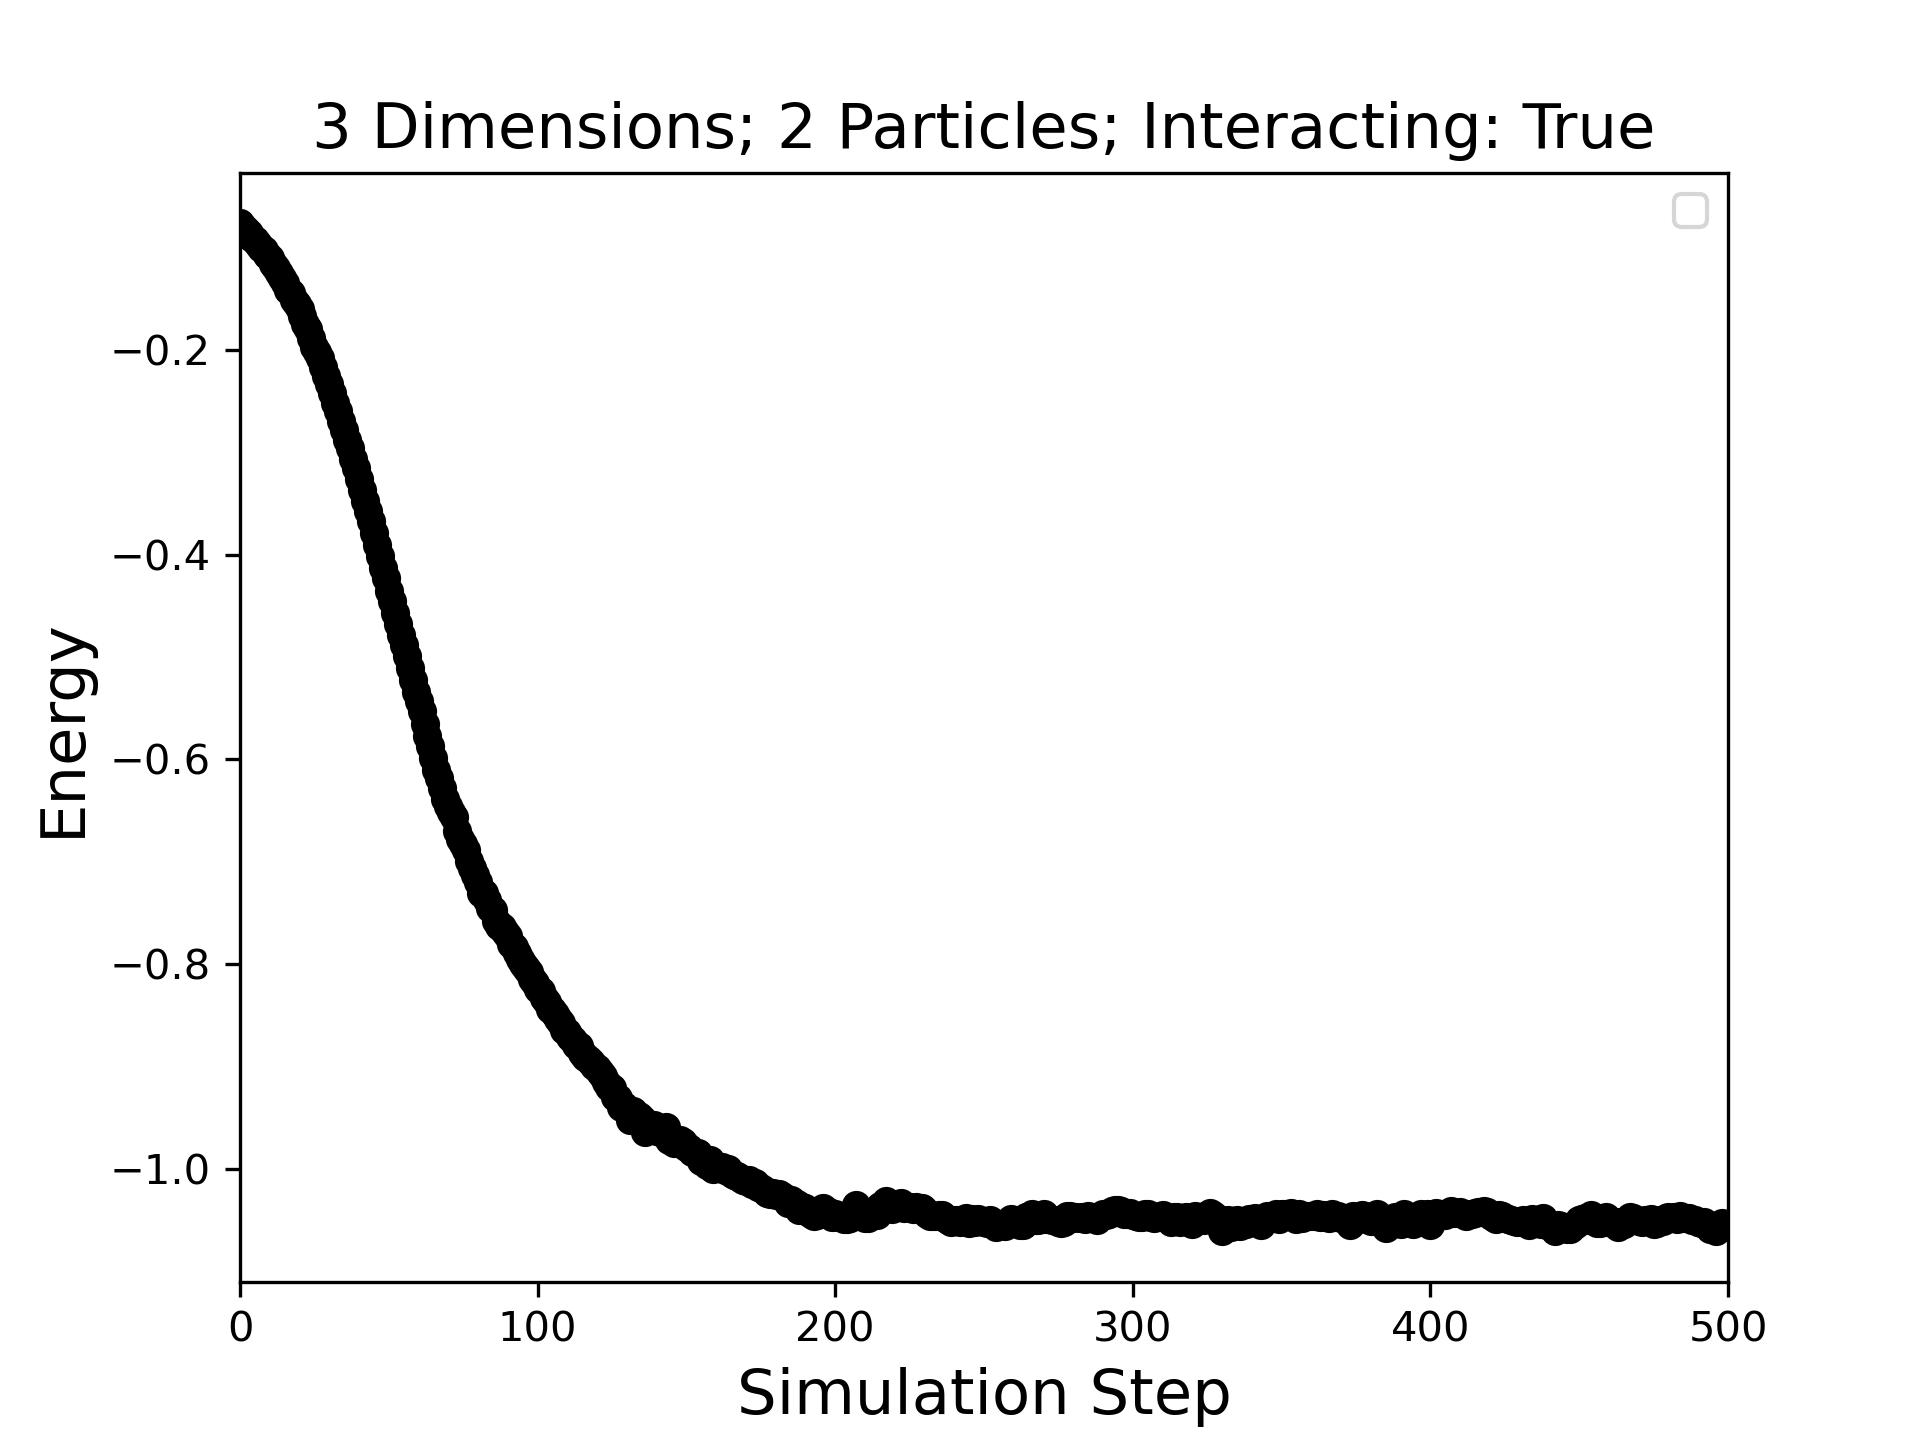 3 Dimensions; 2 Particles; Interacting: True
Energy
−0.2
−0.4
−0.6
−0.8
−1.0
0 100 200 300 400 500
Simulation Step